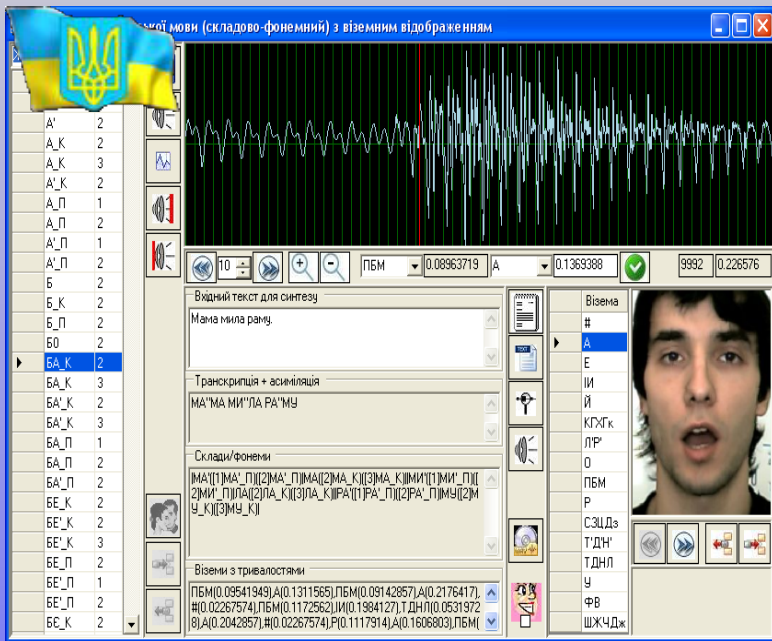 мови (складово-фонемний) з віземним відображенням
А' 2
А_К 2
А_К 3
А'_К 2
А_П 1
А_П 2
А'_П 1
А'_П 2
Б 2
Б_К 2
Б_П 2
Б0 2
БА_К 2
БА_К 3
БА'_К 2
БА'_К 3
БА_П 1
БА_П 2
БА'_П 2
БЕ_К 2
БЕ'_К 2
БЕ'_К 3
БЕ_П 2
БЕ'_П 1
БЕ'_П 2
БЄ_К 2
10 ПБМ 0.08963719 А 0.1369388 9992 0.226576
Вхідний текст для синтезу
Мама мила раму.
Транскрипція + асиміляція
МА"МА МИ"ЛА РА"МУ
Склади/фонеми
|МА'([1]МА'_П)([2]МА'_П)|МА([2]МА_К)([3]МА_К)||МИ'([1]МИ'_П)([
2]МИ'_П)|ЛА([2]ЛА_К)([3]ЛА_К)||РА'([1]РА'_П)([2]РА'_П)|МУ([2]М
У_К)([3]МУ_К)|
Віземи з тривалостями
ПБМ(0.09541949),А(0.1311565),ПБМ(0.09142857),А(0.2176417),
#(0.02267574),ПБМ(0.1172562),ІИ(0.1984127),ТДНЛ(0.0531972
8),А(0.2042857),#(0.02267574),Р(0.1117914),А(0.1606803),ПБМ(
Візема
#
А
Е
ІИ
Й
КГХҐк
Л'Р'
О
ПБМ
Р
СЗЦДз
Т'Д'Н'
ТДНЛ
У
ФВ
ШЖЧДж
TEXT